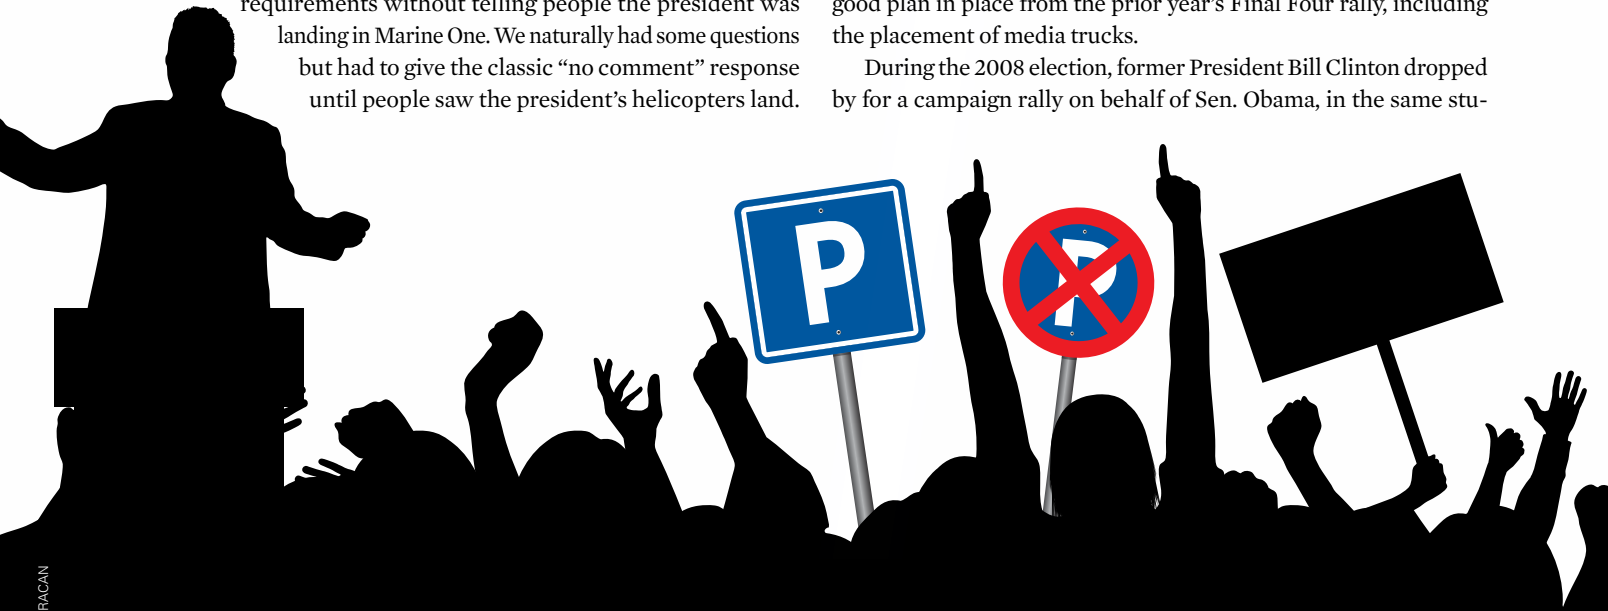 requirements without telling people the president was
landing in Marine One. We naturally had some questions
but had to give the classic “no comment” response
until people saw the president’s helicopters land.
good plan in place from the prior year’s Final Four rally, including
the placement of media trucks.
During the 2008 election, former President Bill Clinton dropped
by for a campaign rally on behalf of Sen. Obama, in the same stu-
P
P
RACAN